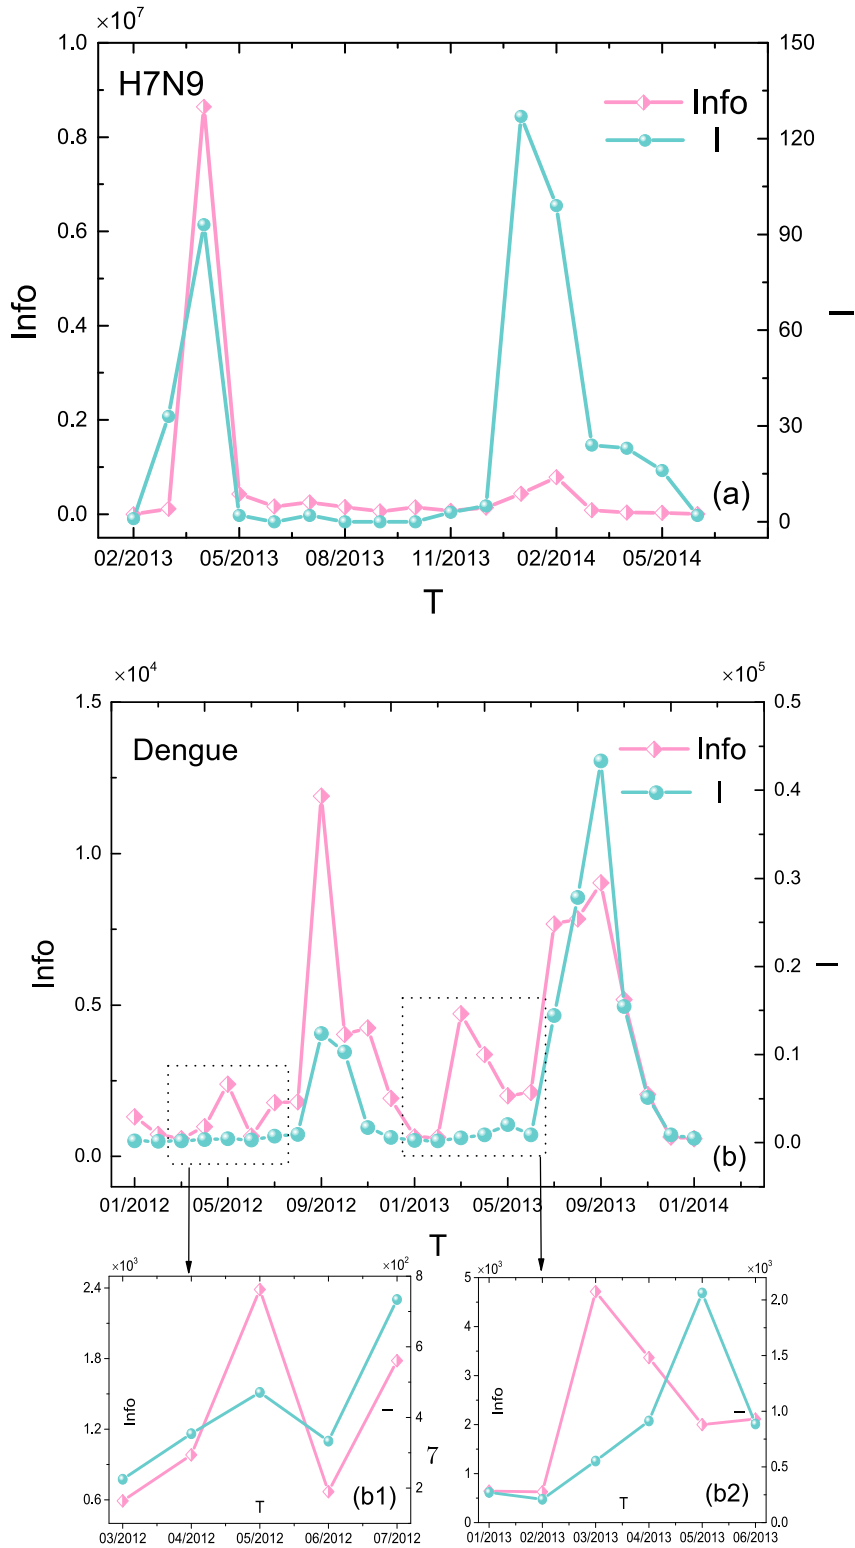 ×10⁷
1.0
150
H7N9
Info
I
0.8
120
0.6
90
Info
I
0.4
60
0.2
30
(a)
0.0
0
02/2013 05/2013 08/2013 11/2013 02/2014 05/2014
T
×10⁴
×10⁵
1.5
0.5
Dengue
Info
I
0.4
1.0
0.3
Info
I
0.2
0.5
0.1
(b)
0.0
0.0
01/2012 05/2012 09/2012 01/2013 05/2013 09/2013 01/2014
T
×10³
×10²
2.4
8
1.8
6
Info
I
1.2
4
2
0.6
T
(b1)
03/2012 04/2012 05/2012 06/2012 07/2012
7
×10³
×10³
5
2.0
4
1.5
3
Info
I
1.0
2
0.5
1
T
(b2)
0
0.0
01/2013 02/2013 03/2013 04/2013 05/2013 06/2013